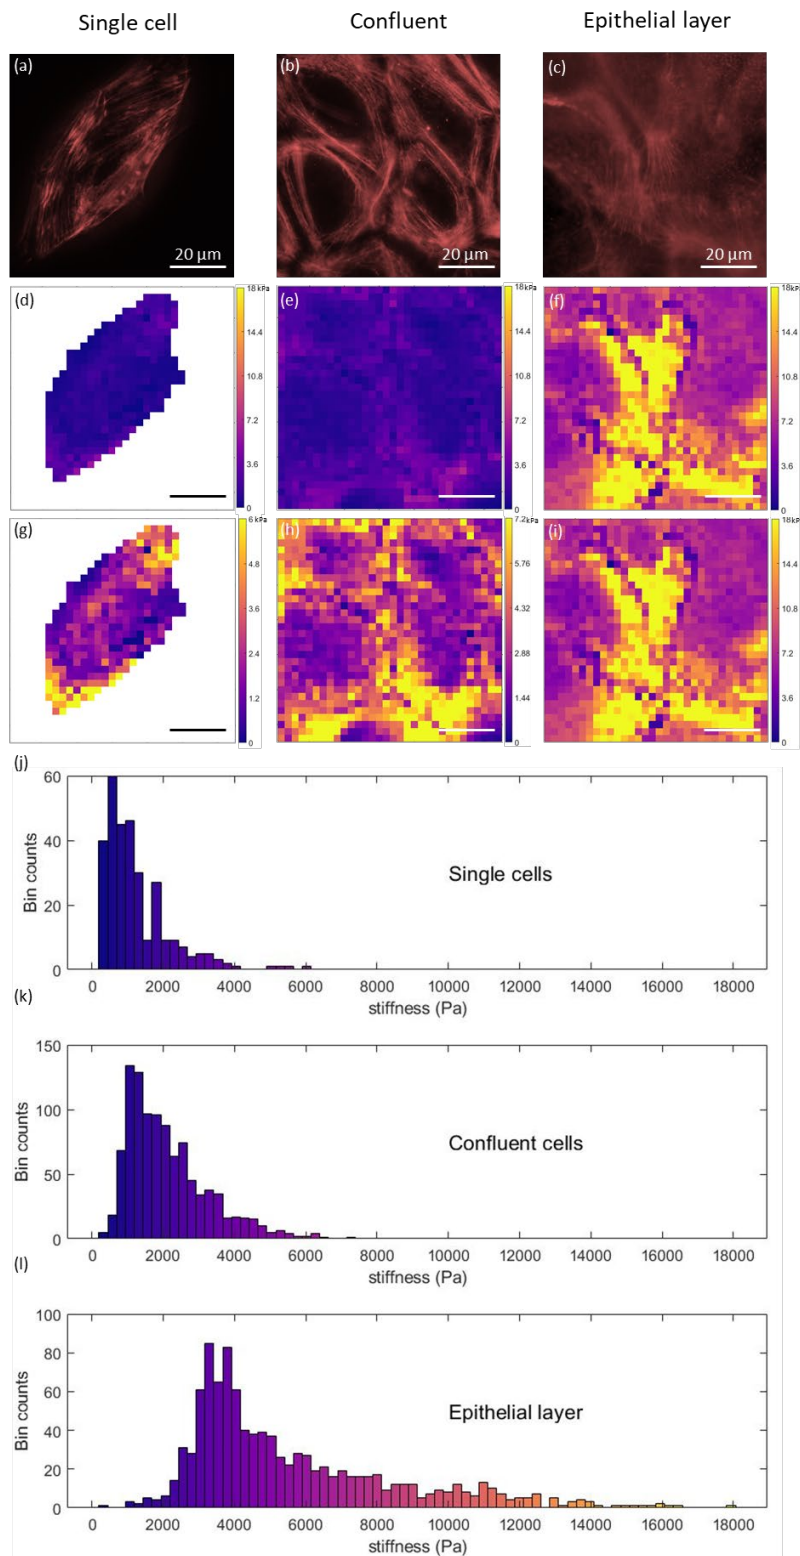 Single cell Confluent Epithelial layer
(a) (b) (c)
20 µm 20 µm 20 µm
(d) 18 kPa (e) 18 kPa (f) 18 kPa
14.4 14.4 14.4
10.8 10.8 10.8
7.2 7.2 7.2
3.6 3.6 3.6
0 0 0
(g) 6 kPa (h) 7.2 kPa (i) 18 kPa
4.8 5.76 14.4
3.6 4.32 10.8
2.4 2.88 7.2
1.2 1.44 3.6
0 0 0
(j)
60
40
20
0
Bin counts
Single cells
0 2000 4000 6000 8000 10000 12000 14000 16000 18000
stiffness (Pa)
(k)
150
100
50
0
Bin counts
Confluent cells
0 2000 4000 6000 8000 10000 12000 14000 16000 18000
stiffness (Pa)
(l)
100
80
60
40
20
0
Bin counts
Epithelial layer
0 2000 4000 6000 8000 10000 12000 14000 16000 18000
stiffness (Pa)